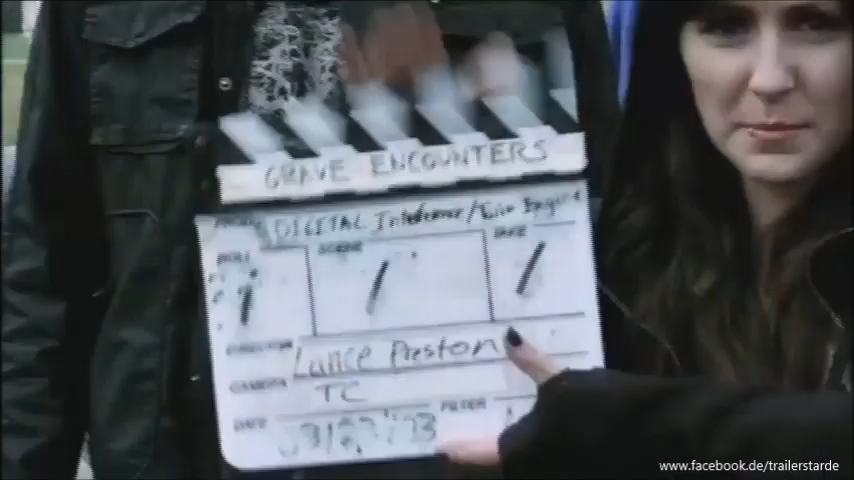 GRAVE ENCOUNTERS
DIGITAL
ROLL SCENE TAKE
1 1 1
DIRECTOR Lance Preston
CAMERA TC
DATE FILTER
www.facebook.de/trailerstarde